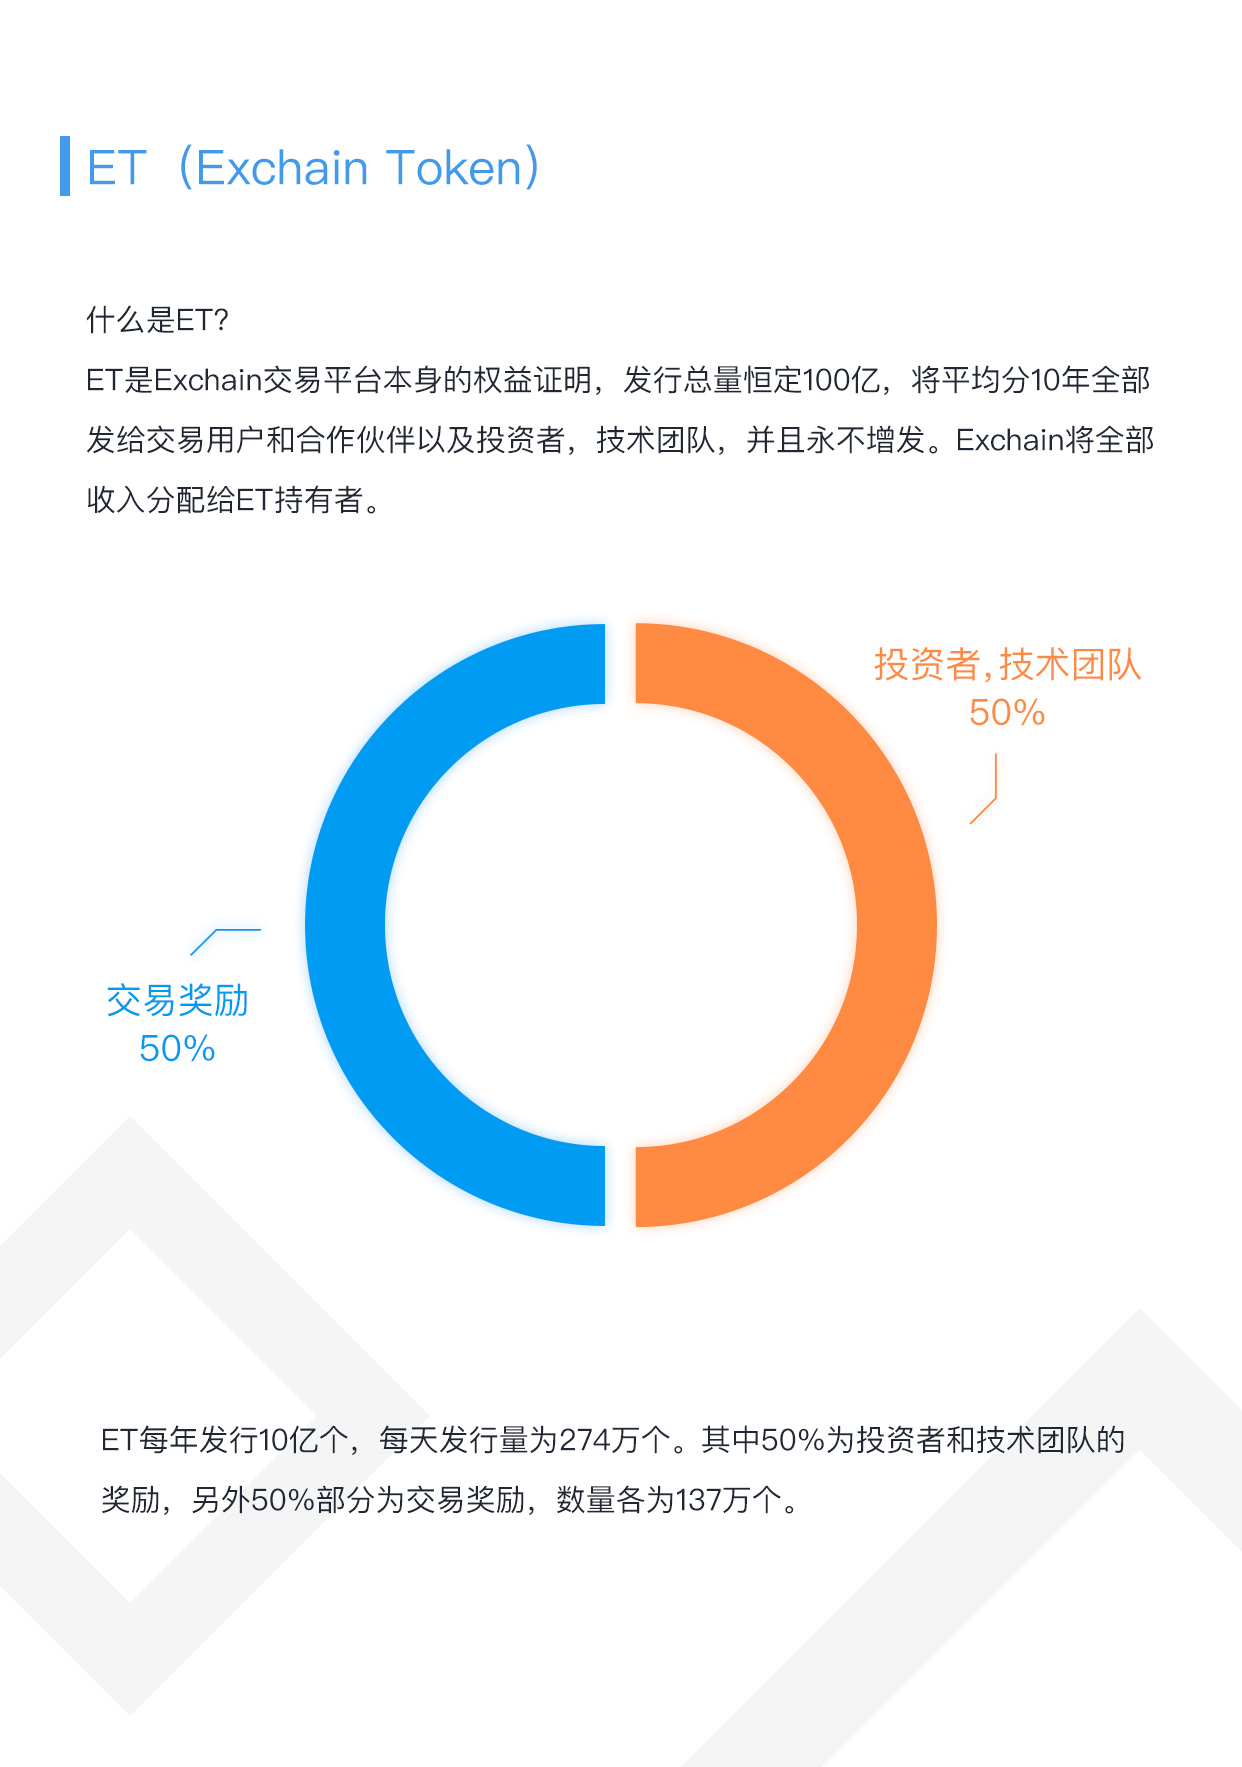 ET（Exchain Token）
什么是ET？
ET是Exchain交易平台本身的权益证明，发行总量恒定100亿，将平均分10年全部
发给交易用户和合作伙伴以及投资者，技术团队，并且永不增发。Exchain将全部
收入分配给ET持有者。
投资者,技术团队
50%
交易奖励
50%
ET每年发行10亿个，每天发行量为274万个。其中50%为投资者和技术团队的
奖励，另外50%部分为交易奖励，数量各为137万个。